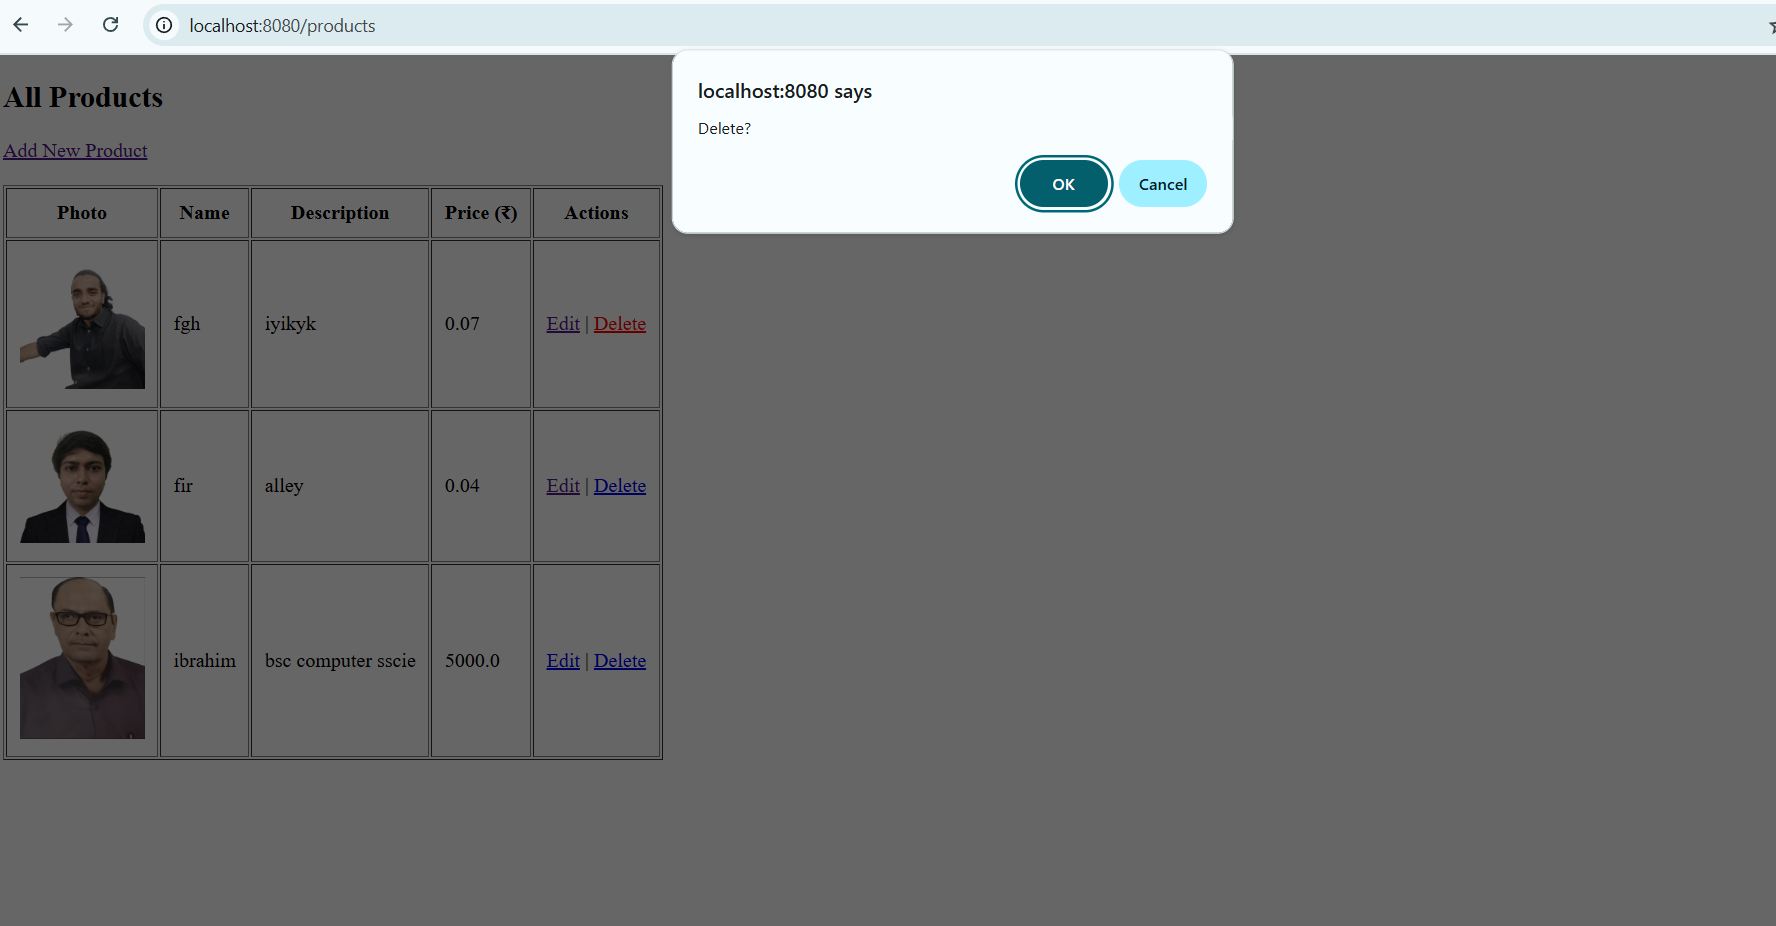 localhost:8080/products
localhost:8080 says
Delete?
OK Cancel
All Products
Add New Product
Photo Name Description Price (₹) Actions
fgh iyikyk 0.07 Edit | Delete
fir alley 0.04 Edit | Delete
ibrahim bsc computer sscie 5000.0 Edit | Delete